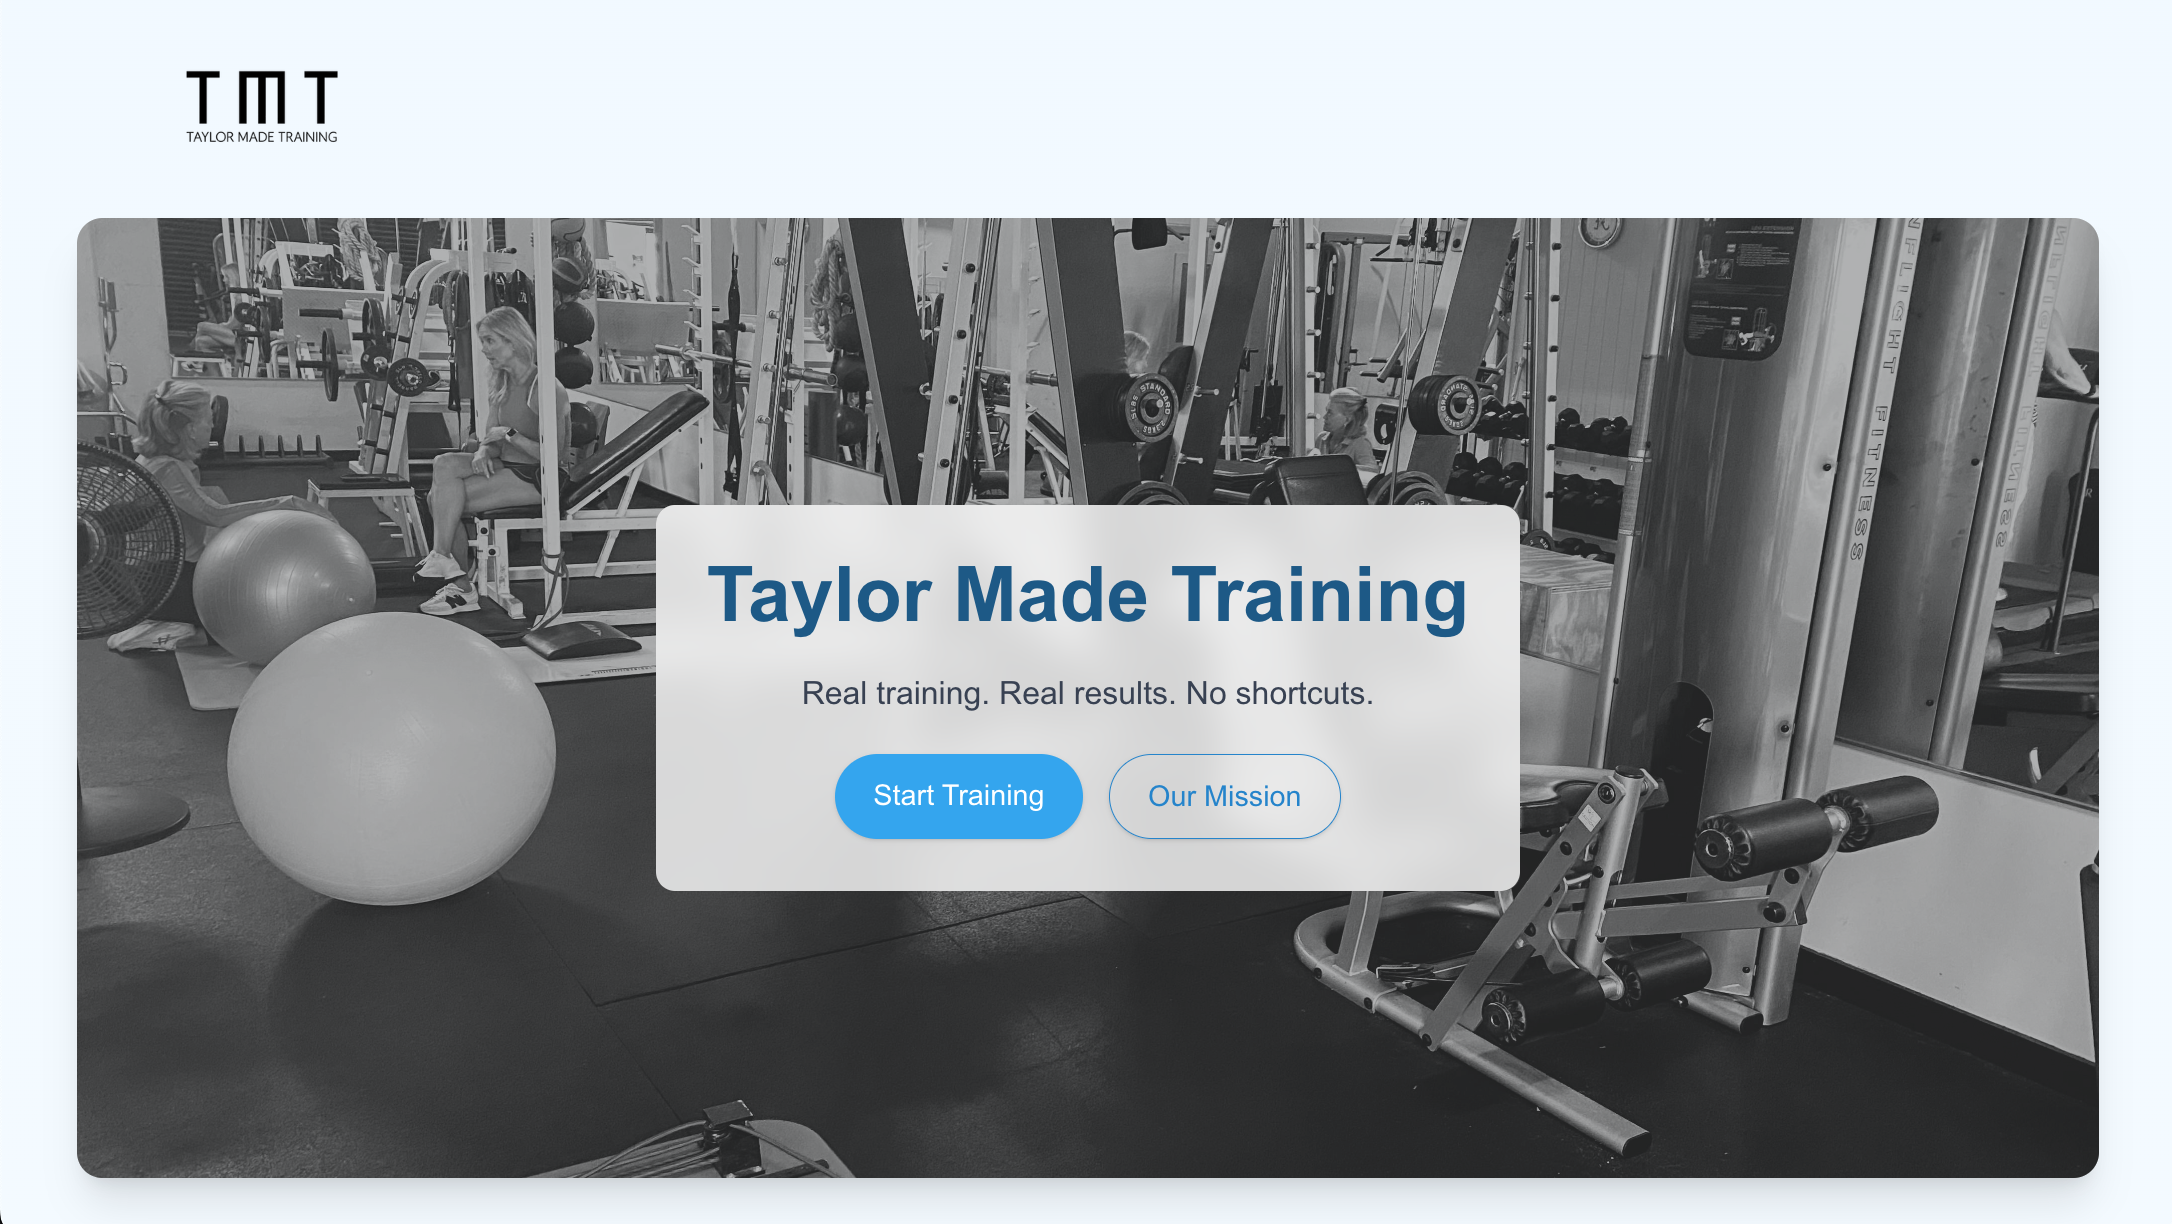 TMT
TAYLOR MADE TRAINING
INFLIGHT FITNESS
STANDARD
Taylor Made Training
Real training. Real results. No shortcuts.
Start Training
Our Mission